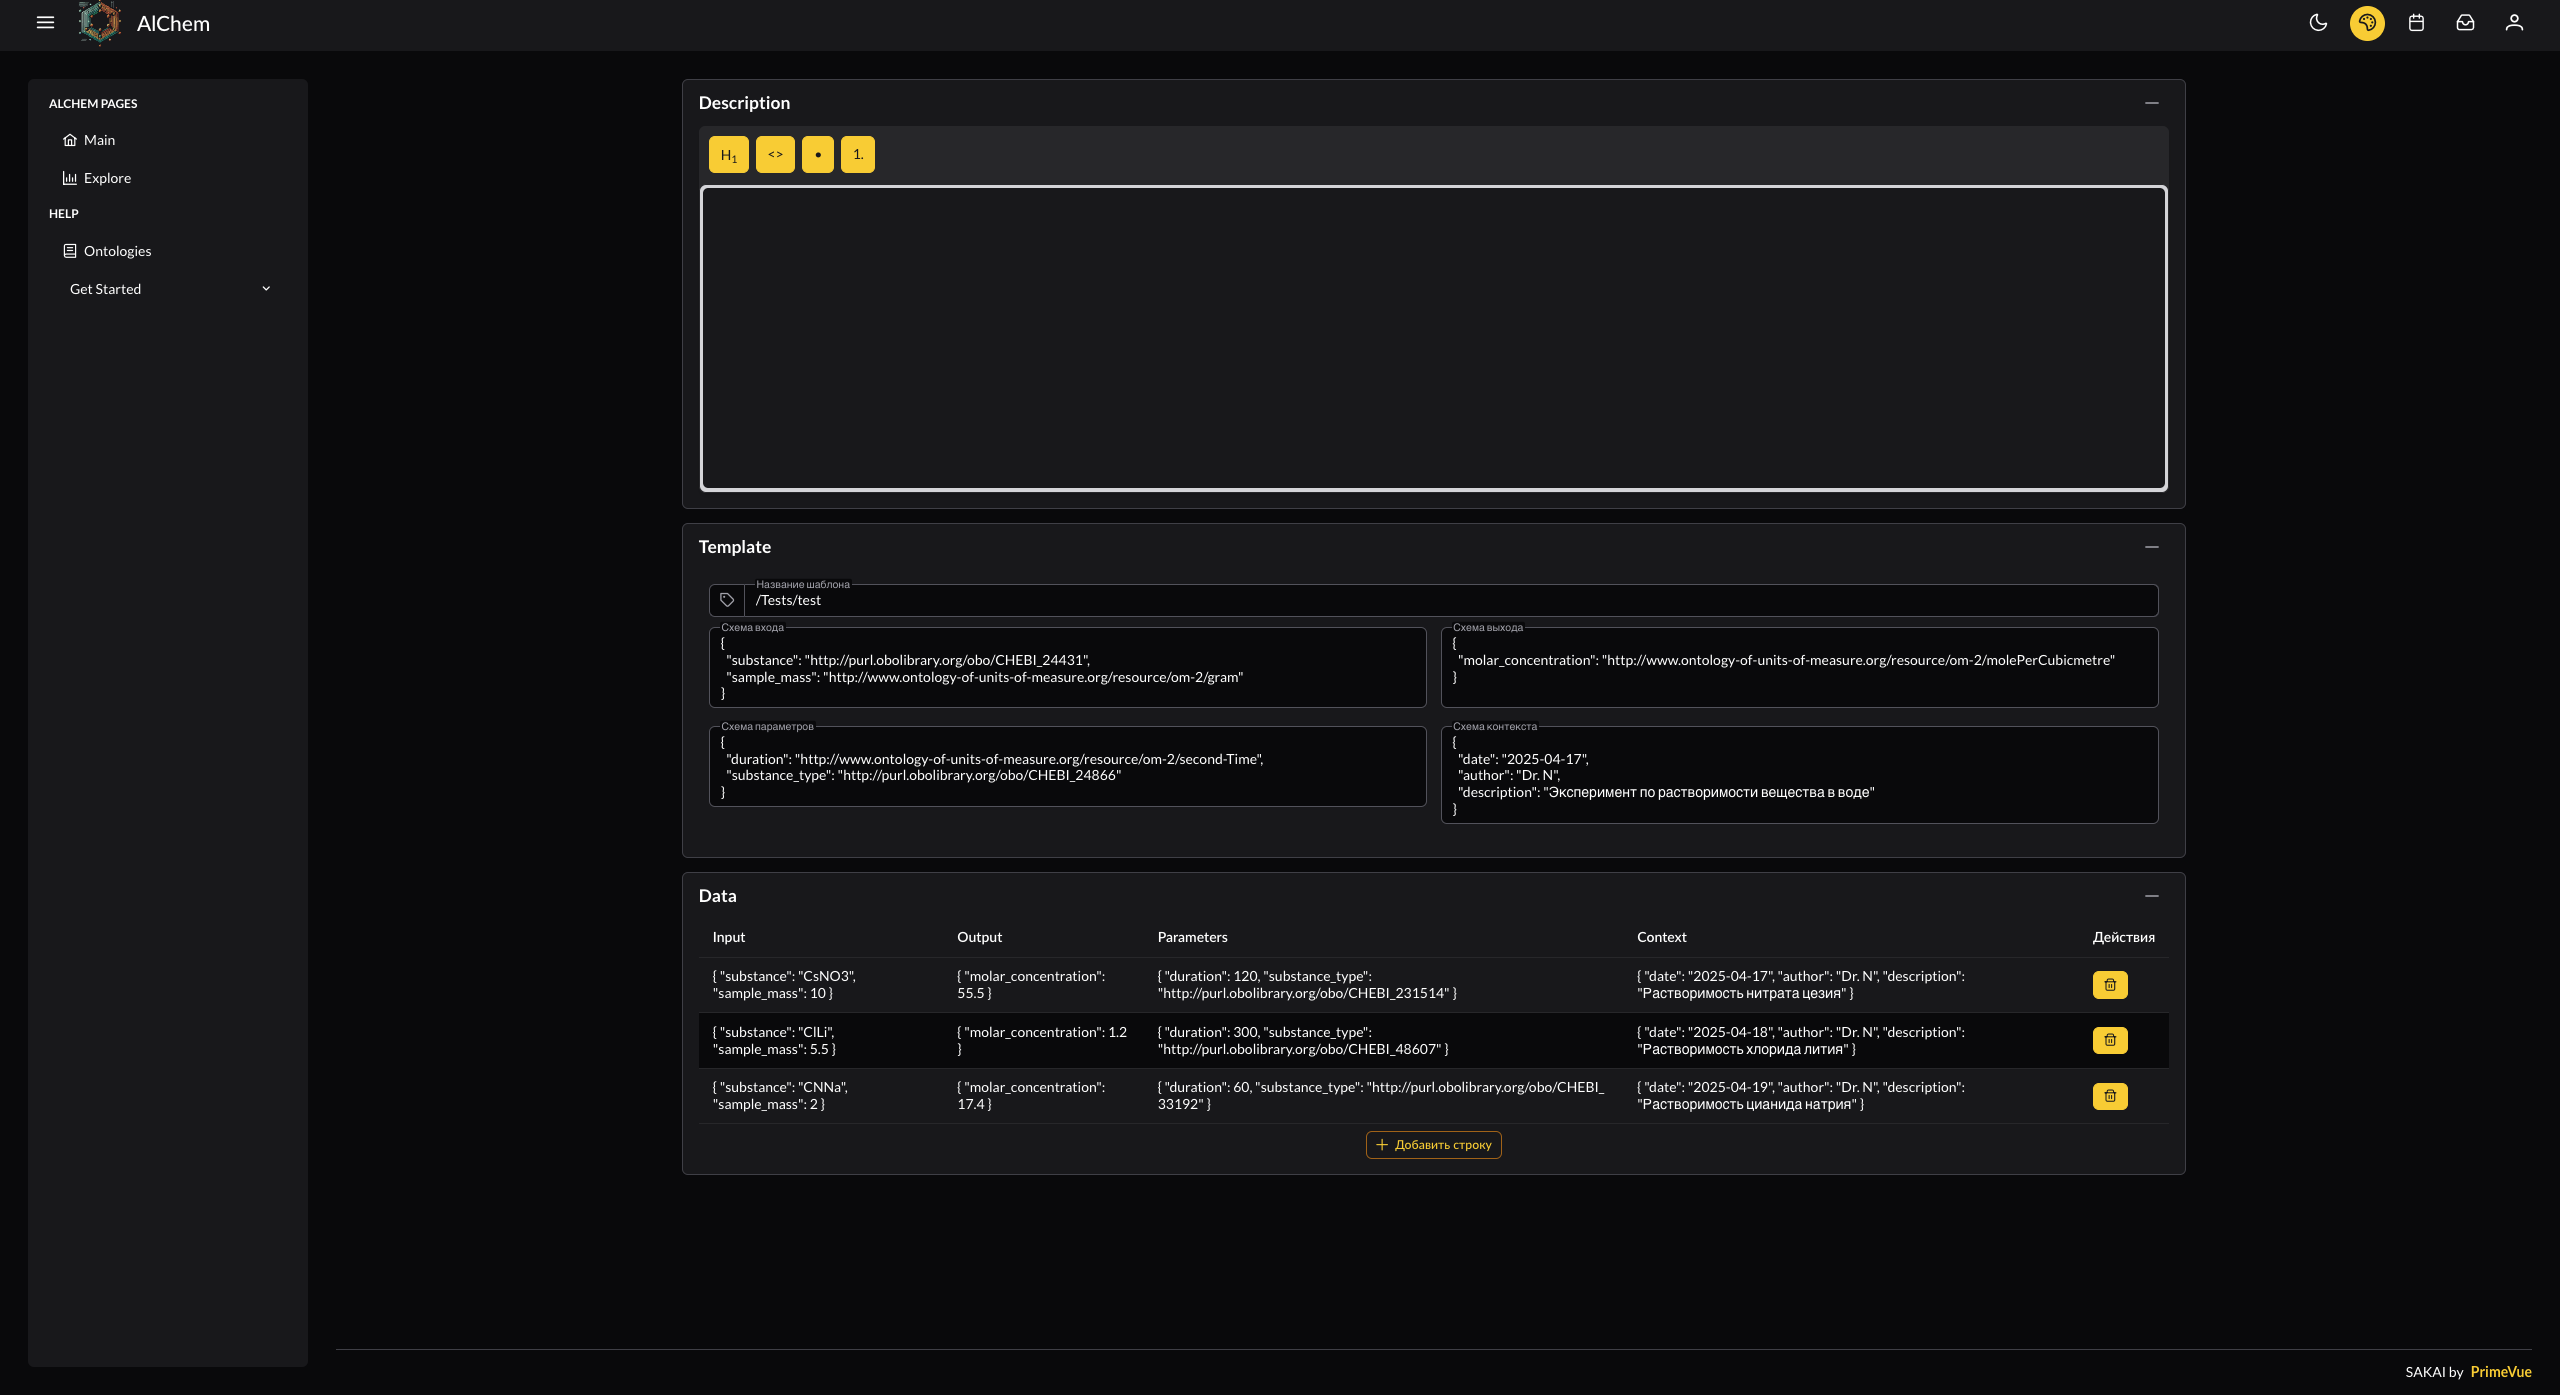 AlChem
ALCHEM PAGES
Main
Explore
HELP
Ontologies
Get Started
Description
H1
<>
•
1.
Template
Название шаблона
/Tests/test
Схема входа
{
"substance": "http://purl.obolibrary.org/obo/CHEBI_24431",
"sample_mass": "http://www.ontology-of-units-of-measure.org/resource/om-2/gram"
}
Схема выхода
{
"molar_concentration": "http://www.ontology-of-units-of-measure.org/resource/om-2/molePerCubicmetre"
}
Схема параметров
{
"duration": "http://www.ontology-of-units-of-measure.org/resource/om-2/second-Time",
"substance_type": "http://purl.obolibrary.org/obo/CHEBI_24866"
}
Схема контекста
{
"date": "2025-04-17",
"author": "Dr. N",
"description": "Эксперимент по растворимости вещества в воде"
}
Data
Input Output Parameters Context Действия
{ "substance": "CsNO3",
"sample_mass": 10 }
{ "molar_concentration":
55.5 }
{ "duration": 120, "substance_type":
"http://purl.obolibrary.org/obo/CHEBI_231514" }
{ "date": "2025-04-17", "author": "Dr. N", "description":
"Растворимость нитрата цезия" }
{ "substance": "ClLi",
"sample_mass": 5.5 }
{ "molar_concentration": 1.2
}
{ "duration": 300, "substance_type":
"http://purl.obolibrary.org/obo/CHEBI_48607" }
{ "date": "2025-04-18", "author": "Dr. N", "description":
"Растворимость хлорида лития" }
{ "substance": "CNNa",
"sample_mass": 2 }
{ "molar_concentration":
17.4 }
{ "duration": 60, "substance_type": "http://purl.obolibrary.org/obo/CHEBI_
33192" }
{ "date": "2025-04-19", "author": "Dr. N", "description":
"Растворимость цианида натрия" }
Добавить строку
SAKAI by PrimeVue